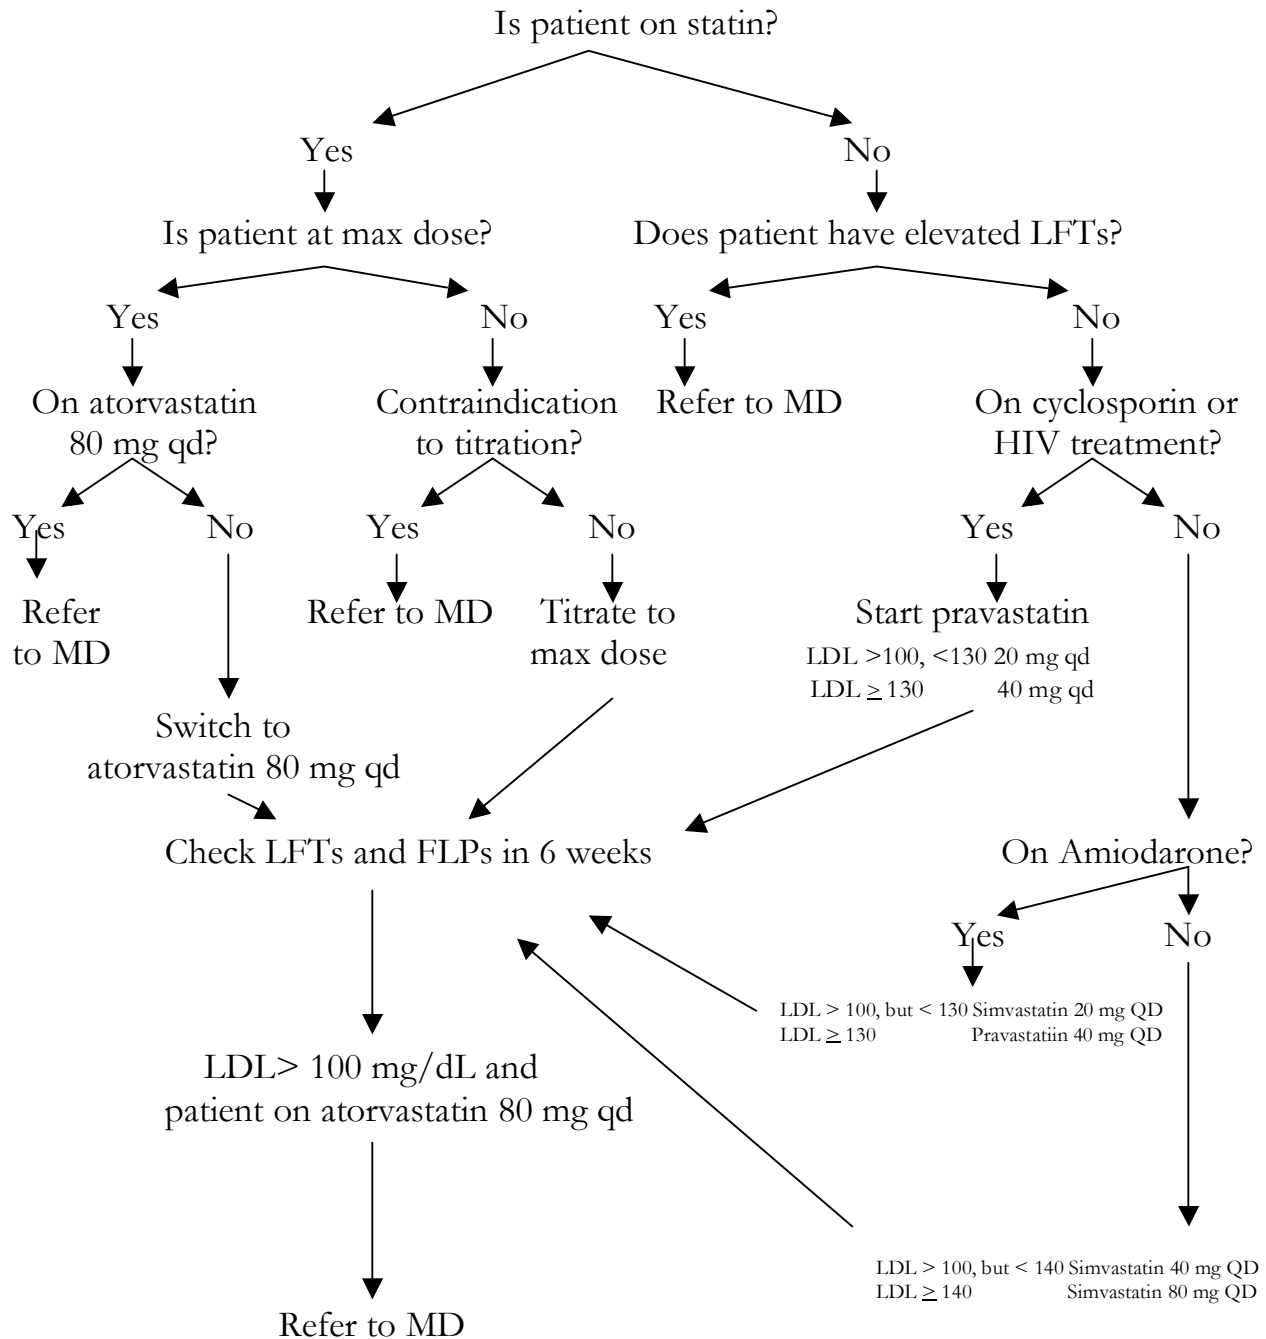 Is patient on statin?
Yes
No
Is patient at max dose?
Does patient have elevated LFTs?
Yes
No
Yes
No
On atorvastatin
80 mg qd?
Contraindication
to titration?
Refer to MD
On cyclosporin or
HIV treatment?
Yes
No
Yes
No
Yes
No
Refer
to MD
Refer to MD
Titrate to
max dose
Start pravastatin
LDL >100, <130 20 mg qd
LDL ≥ 130 40 mg qd
Switch to
atorvastatin 80 mg qd
Check LFTs and FLPs in 6 weeks
On Amiodarone?
Yes
No
LDL > 100, but < 130 Simvastatin 20 mg QD
LDL ≥ 130 Pravastatiin 40 mg QD
LDL> 100 mg/dL and
patient on atorvastatin 80 mg qd
LDL > 100, but < 140 Simvastatin 40 mg QD
LDL ≥ 140 Simvastatin 80 mg QD
Refer to MD